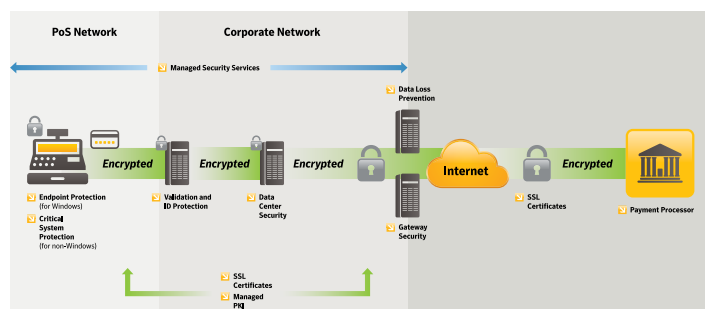 PoS Network
Corporate Network
Managed Security Services
Data Loss
Prevention
Encrypted
Encrypted
Encrypted
Internet
Encrypted
Endpoint Protection
(for Windows)
Critical
System
Protection
(for non-Windows)
Validation and
ID Protection
Data
Center
Security
Gateway
Security
SSL
Certificates
Payment Processor
SSL
Certificates
Managed
PKI